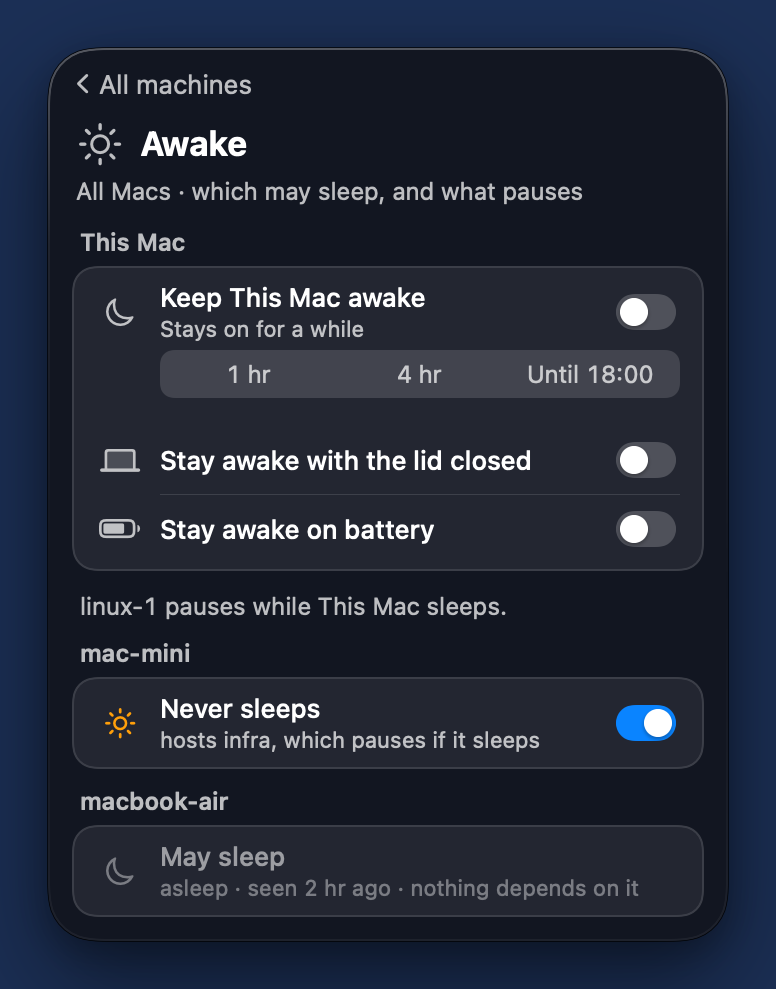 All machines
Awake
All Macs · which may sleep, and what pauses
This Mac
Keep This Mac awake
Stays on for a while
1 hr 4 hr Until 18:00
Stay awake with the lid closed
Stay awake on battery
linux-1 pauses while This Mac sleeps.
mac-mini
Never sleeps
hosts infra, which pauses if it sleeps
macbook-air
May sleep
asleep · seen 2 hr ago · nothing depends on it